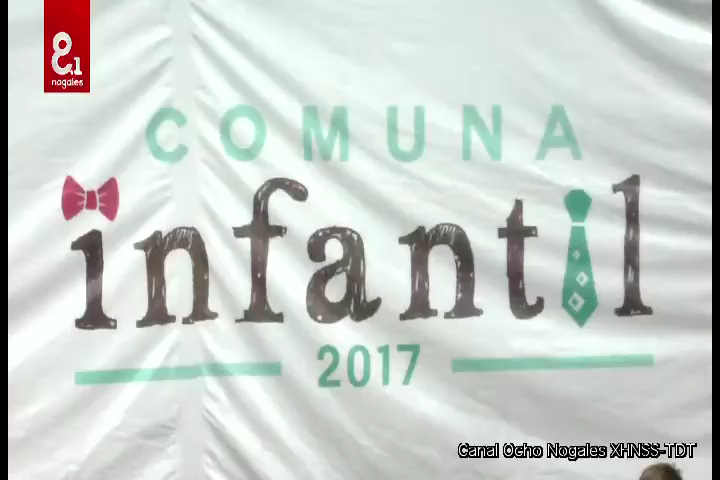 8.1
nogales
COMUNA
infantil
2017
Canal Ocho Nogales XHNSS-TDT